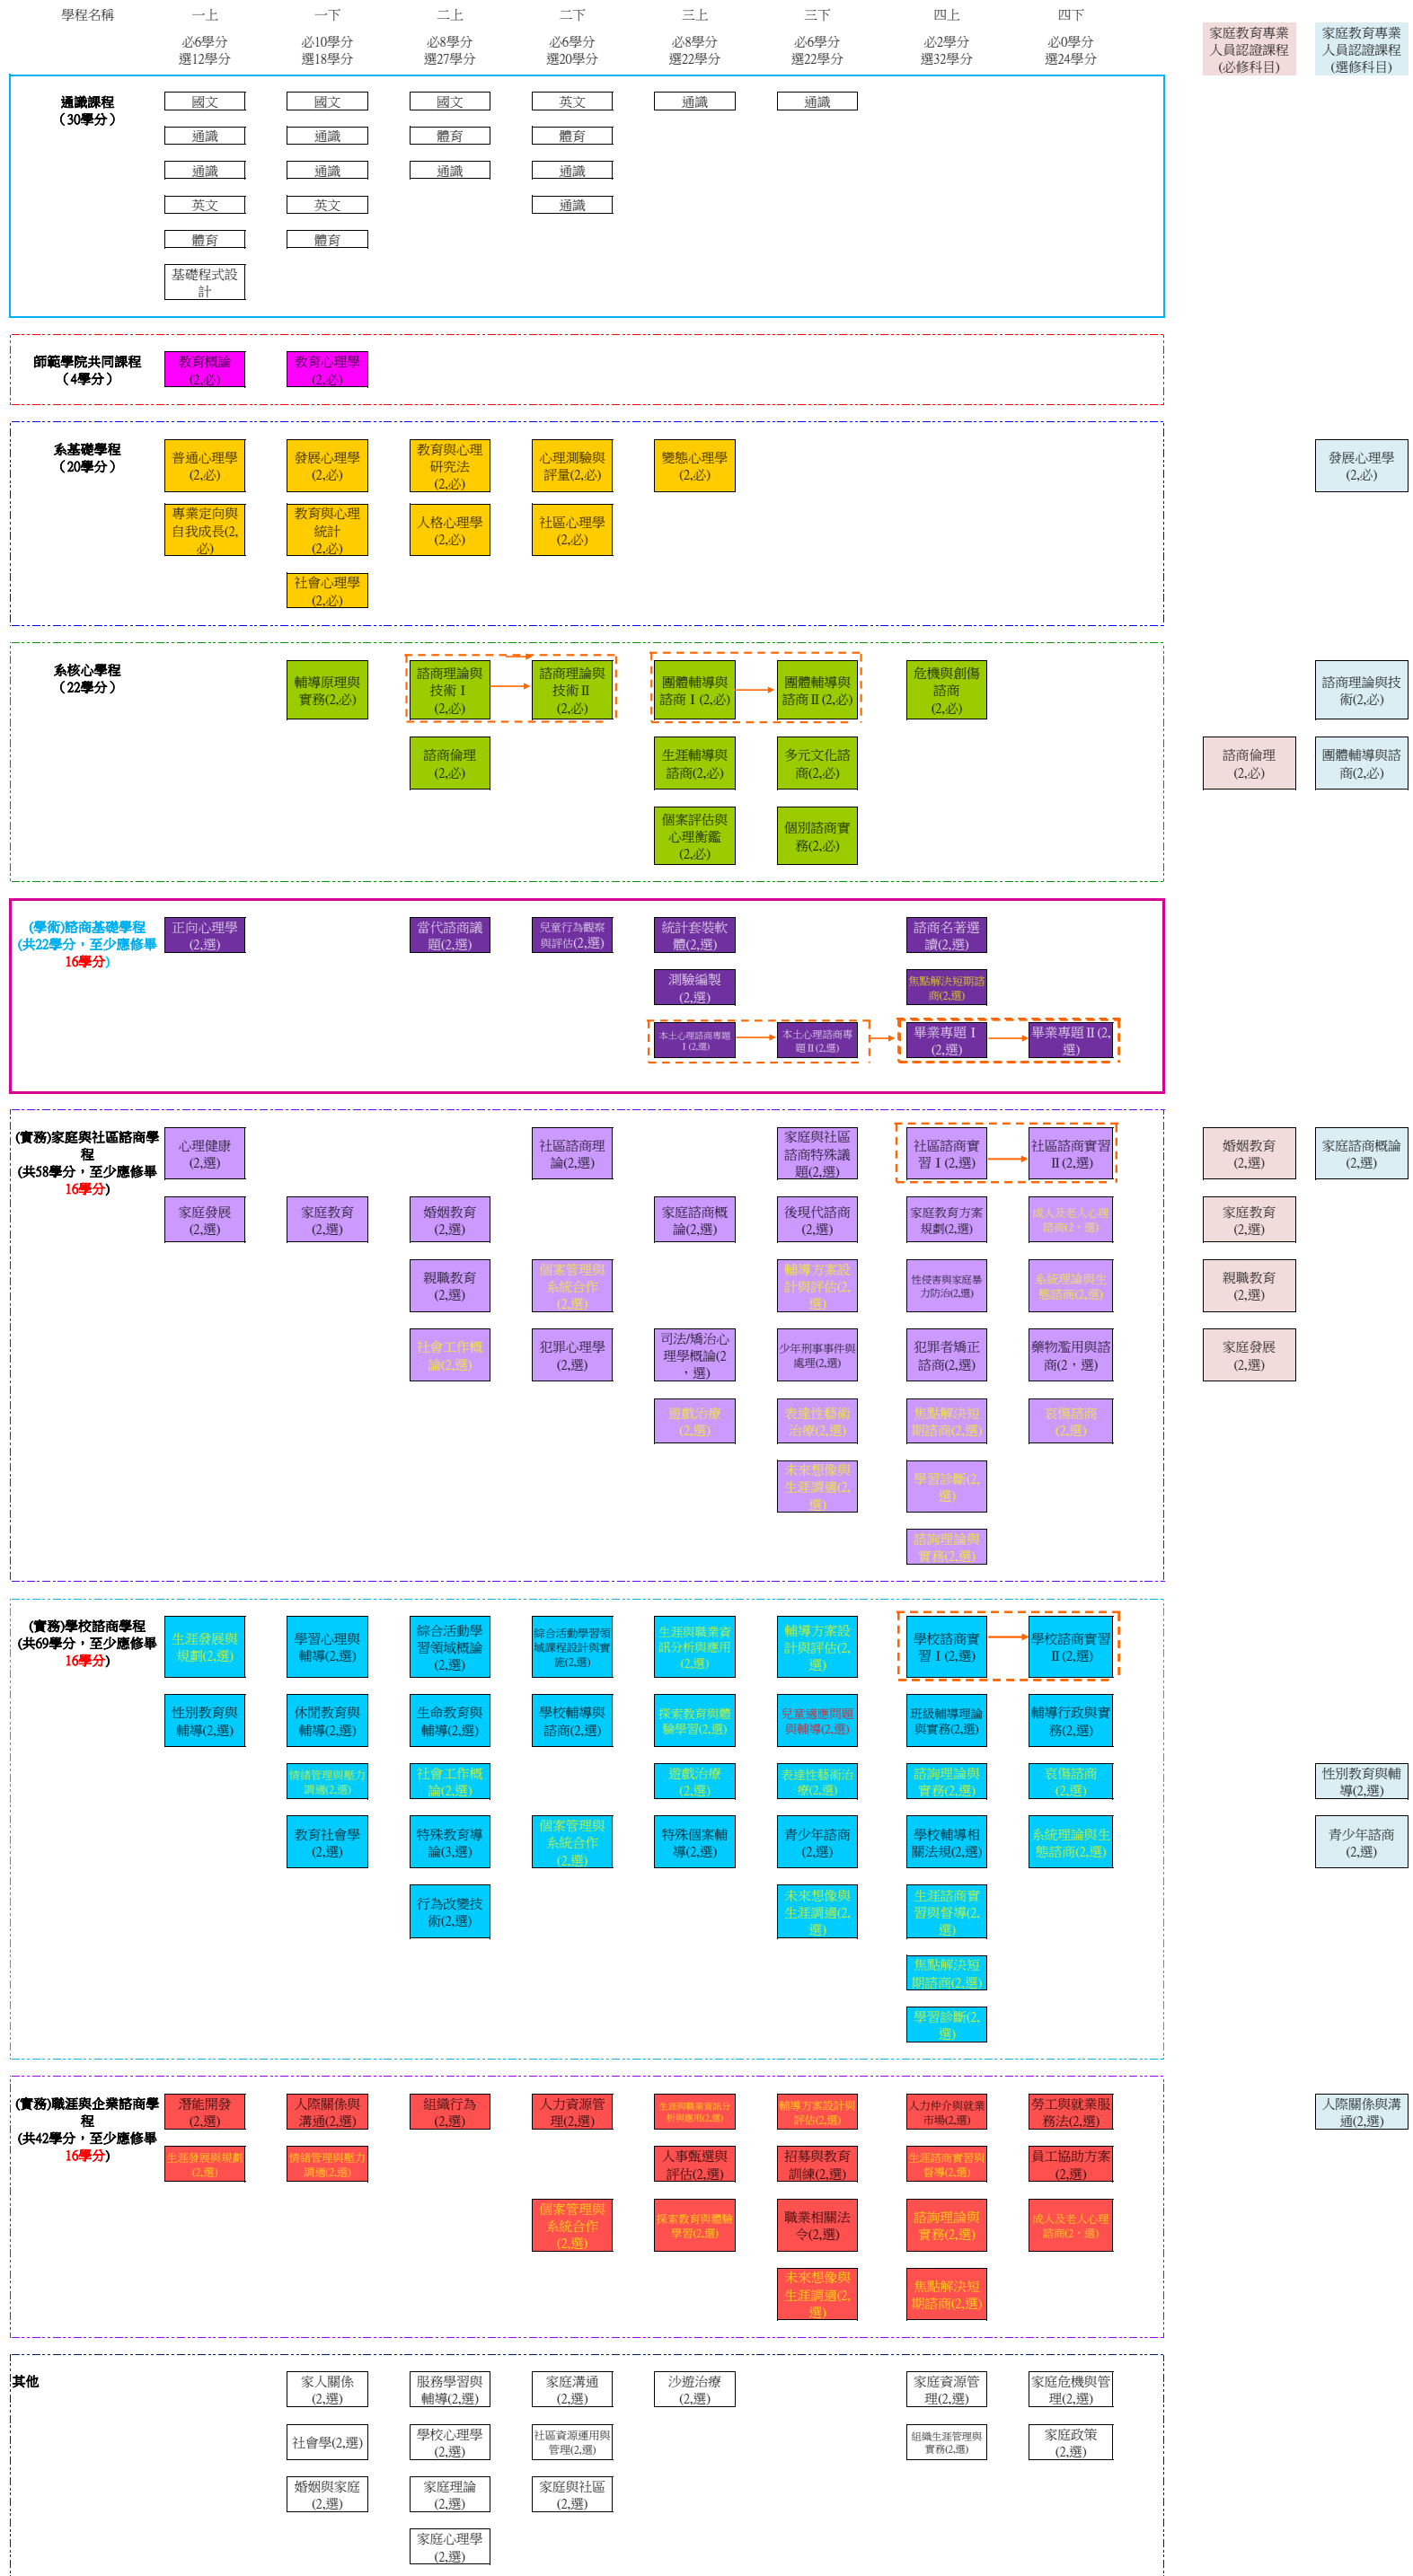 學程名稱 一上 一下 二上 二下 三上 三下 四上 四下
必6學分 必10學分 必8學分 必6學分 必8學分 必6學分 必2學分 必0學分
選12學分 選18學分 選27學分 選20學分 選22學分 選22學分 選32學分 選24學分
家庭教育專業 家庭教育專業
人員認證課程 人員認證課程
(必修科目) (選修科目)
通識課程
（30學分）
國文 國文 國文 英文 通識 通識
通識 通識 體育 體育
通識 通識 通識 通識
英文 英文 通識
體育 體育
基礎程式設
計
師範學院共同課程
（4學分）
教育概論 教育心理學
(2,必) (2,必)
系基礎學程
（20學分）
普通心理學
(2,必)
發展心理學
(2,必)
教育與心理
研究法
(2,必)
心理測驗與
評量(2,必)
變態心理學
(2,必)
發展心理學
(2,必)
專業定向與
自我成長(2,
必)
教育與心理
統計
(2,必)
人格心理學
(2,必)
社區心理學
(2,必)
社會心理學
(2,必)
系核心學程
（22學分）
輔導原理與
實務(2,必)
諮商理論與
技術Ⅰ
(2,必)
諮商理論與
技術Ⅱ
(2,必)
團體輔導與
諮商Ⅰ(2,必)
團體輔導與
諮商Ⅱ(2,必)
危機與創傷
諮商
(2,必)
諮商理論與技
術(2,必)
諮商倫理
(2,必)
生涯輔導與
諮商(2,必)
多元文化諮
商(2,必)
諮商倫理
(2,必)
團體輔導與諮
商(2,必)
個案評估與
心理衡鑑
(2,必)
個別諮商實
務(2,必)
(學術)諮商基礎學程
(共22學分，至少應修畢
16學分)
正向心理學
(2,選)
當代諮商議
題(2,選)
兒童行為觀察
與評估(2,選)
統計套裝軟
體(2,選)
諮商名著選
讀(2,選)
測驗編製
(2,選)
焦點解決短期諮
商(2,選)
本土心理諮商專題
Ⅰ(2,選)
本土心理諮商專
題Ⅱ(2,選)
畢業專題Ⅰ
(2,選)
畢業專題Ⅱ(2,
選)
(實務)家庭與社區諮商學
程
(共58學分，至少應修畢
16學分)
心理健康
(2,選)
社區諮商理
論(2,選)
家庭與社區
諮商特殊議
題(2,選)
社區諮商實
習Ⅰ(2,選)
社區諮商實習
Ⅱ(2,選)
婚姻教育
(2,選)
家庭諮商概論
(2,選)
家庭發展
(2,選)
家庭教育
(2,選)
婚姻教育
(2,選)
家庭諮商概
論(2,選)
後現代諮商
(2,選)
家庭教育方案
規劃(2,選)
成人及老人心理
諮商(2，選)
家庭教育
(2,選)
親職教育
(2,選)
個案管理與
系統合作
(2,選)
輔導方案設
計與評估(2,
選)
性侵害與家庭暴
力防治(2,選)
系統理論與生
態諮商(2,選)
親職教育
(2,選)
社會工作概
論(2,選)
犯罪心理學
(2,選)
司法/矯治心
理學概論(2
，選)
少年刑事事件與
處理(2,選)
犯罪者矯正
諮商(2,選)
藥物濫用與諮
商(2，選)
家庭發展
(2,選)
遊戲治療
(2,選)
表達性藝術
治療(2,選)
焦點解決短
期諮商(2,選)
哀傷諮商
(2,選)
未來想像與
生涯調適(2,
選)
學習診斷(2,
選)
諮詢理論與
實務(2,選)
(實務)學校諮商學程
(共69學分，至少應修畢
16學分)
生涯發展與
規劃(2,選)
學習心理與
輔導(2,選)
綜合活動學
習領域概論
(2,選)
綜合活動學習領
域課程設計與實
施(2,選)
生涯與職業資
訊分析與應用
(2,選)
輔導方案設
計與評估(2,
選)
學校諮商實
習Ⅰ(2,選)
學校諮商實習
Ⅱ(2,選)
性別教育與
輔導(2,選)
休閒教育與
輔導(2,選)
生命教育與
輔導(2,選)
學校輔導與
諮商(2,選)
探索教育與體
驗學習(2,選)
兒童適應問題
與輔導(2,選)
班級輔導理論
與實務(2,選)
輔導行政與實
務(2,選)
情緒管理與壓力
調適(2,選)
社會工作概
論(2,選)
遊戲治療
(2,選)
表達性藝術治
療(2,選)
諮詢理論與
實務(2,選)
哀傷諮商
(2,選)
性別教育與輔
導(2,選)
教育社會學
(2,選)
特殊教育導
論(3,選)
個案管理與
系統合作
(2,選)
特殊個案輔
導(2,選)
青少年諮商
(2,選)
學校輔導相
關法規(2,選)
系統理論與生
態諮商(2,選)
青少年諮商
(2,選)
行為改變技
術(2,選)
未來想像與
生涯調適(2,
選)
生涯諮商實
習與督導(2,
選)
焦點解決短
期諮商(2,選)
學習診斷(2,
選)
(實務)職涯與企業諮商學
程
(共42學分，至少應修畢
16學分)
潛能開發
(2,選)
人際關係與
溝通(2,選)
組織行為
(2,選)
人力資源管
理(2,選)
生涯與職業資訊分
析與應用(2,選)
輔導方案設計與
評估(2,選)
人力仲介與就業
市場(2,選)
勞工與就業服
務法(2,選)
人際關係與溝
通(2,選)
生涯發展與規劃
(2,選)
情緒管理與壓力
調適(2,選)
人事甄選與
評估(2,選)
招募與教育
訓練(2,選)
生涯諮商實習與
督導(2,選)
員工協助方案
(2,選)
個案管理與
系統合作
(2,選)
探索教育與體驗
學習(2,選)
職業相關法
令(2,選)
諮詢理論與
實務(2,選)
成人及老人心理
諮商(2，選)
未來想像與
生涯調適(2,
選)
焦點解決短
期諮商(2,選)
其他
家人關係
(2,選)
服務學習與
輔導(2,選)
家庭溝通
(2,選)
沙遊治療
(2,選)
家庭資源管
理(2,選)
家庭危機與管
理(2,選)
社會學(2,選)
學校心理學
(2,選)
社區資源運用與
管理(2,選)
組織生涯管理與
實務(2,選)
家庭政策
(2,選)
婚姻與家庭
(2,選)
家庭理論
(2,選)
家庭與社區
(2,選)
家庭心理學
(2,選)